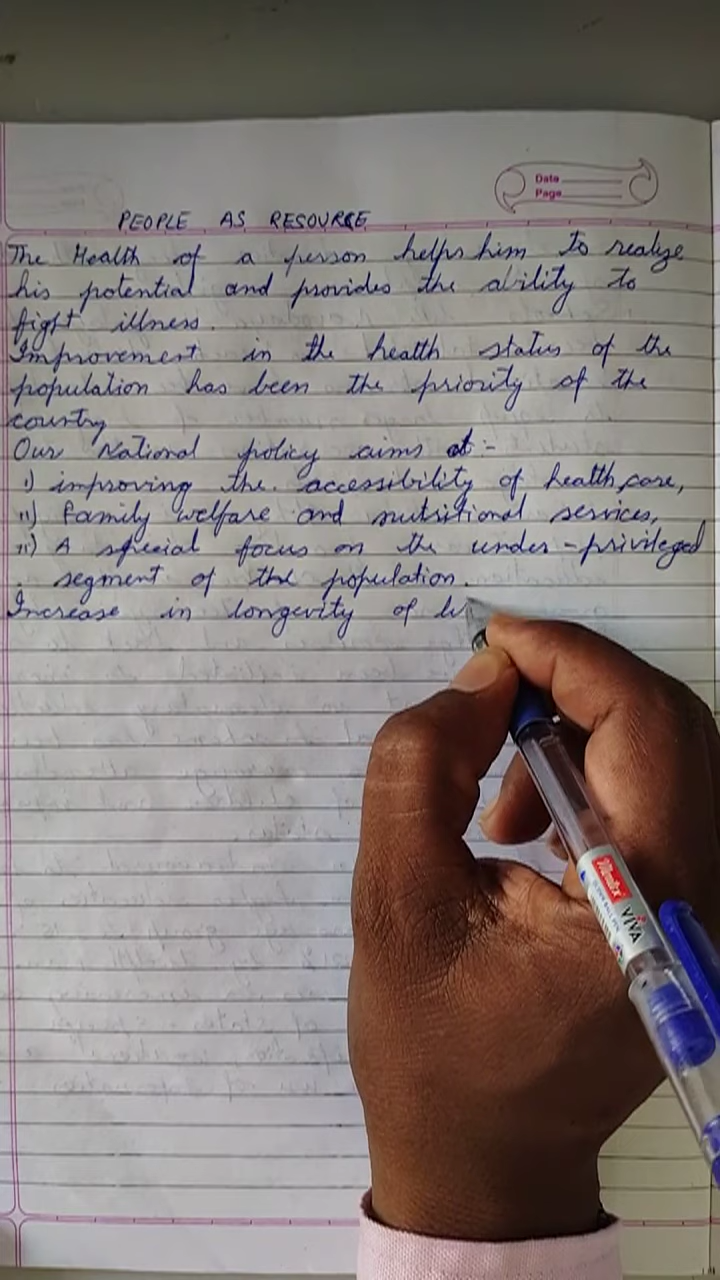 Date
Page
PEOPLE AS RESOURCE
The Health of a person helps him to realize
his potential and provides the ability to
fight illness.
Improvement in the health status of the
population has been the priority of the
country
Our National policy aims at:-
i) improving the accessibility of health care,
ii) family welfare and nutritional services,
iii) A special focus on the under-privileged
segment of the population.
Increase in longevity of li
Montex VIVA